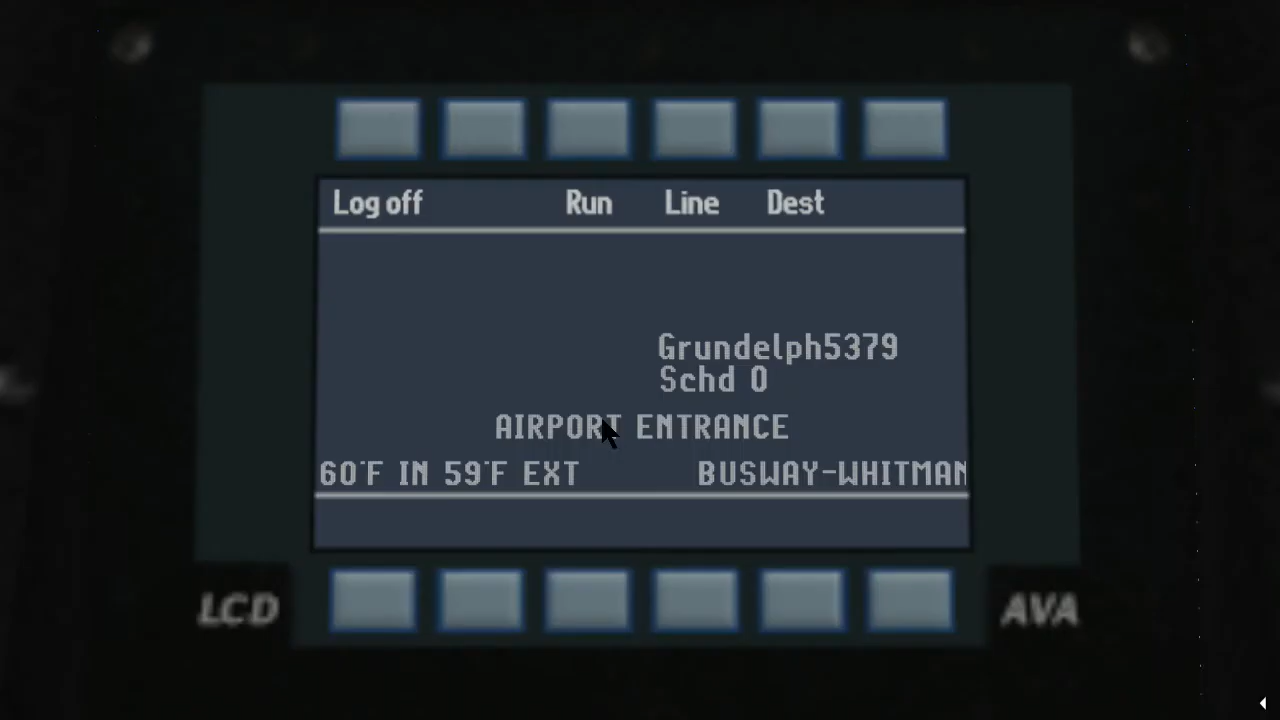 Log off Run Line Dest
Grundelph5379
Schd 0
AIRPORT ENTRANCE
60°F IN 59°F EXT BUSWAY-WHITMAN
LCD AVA